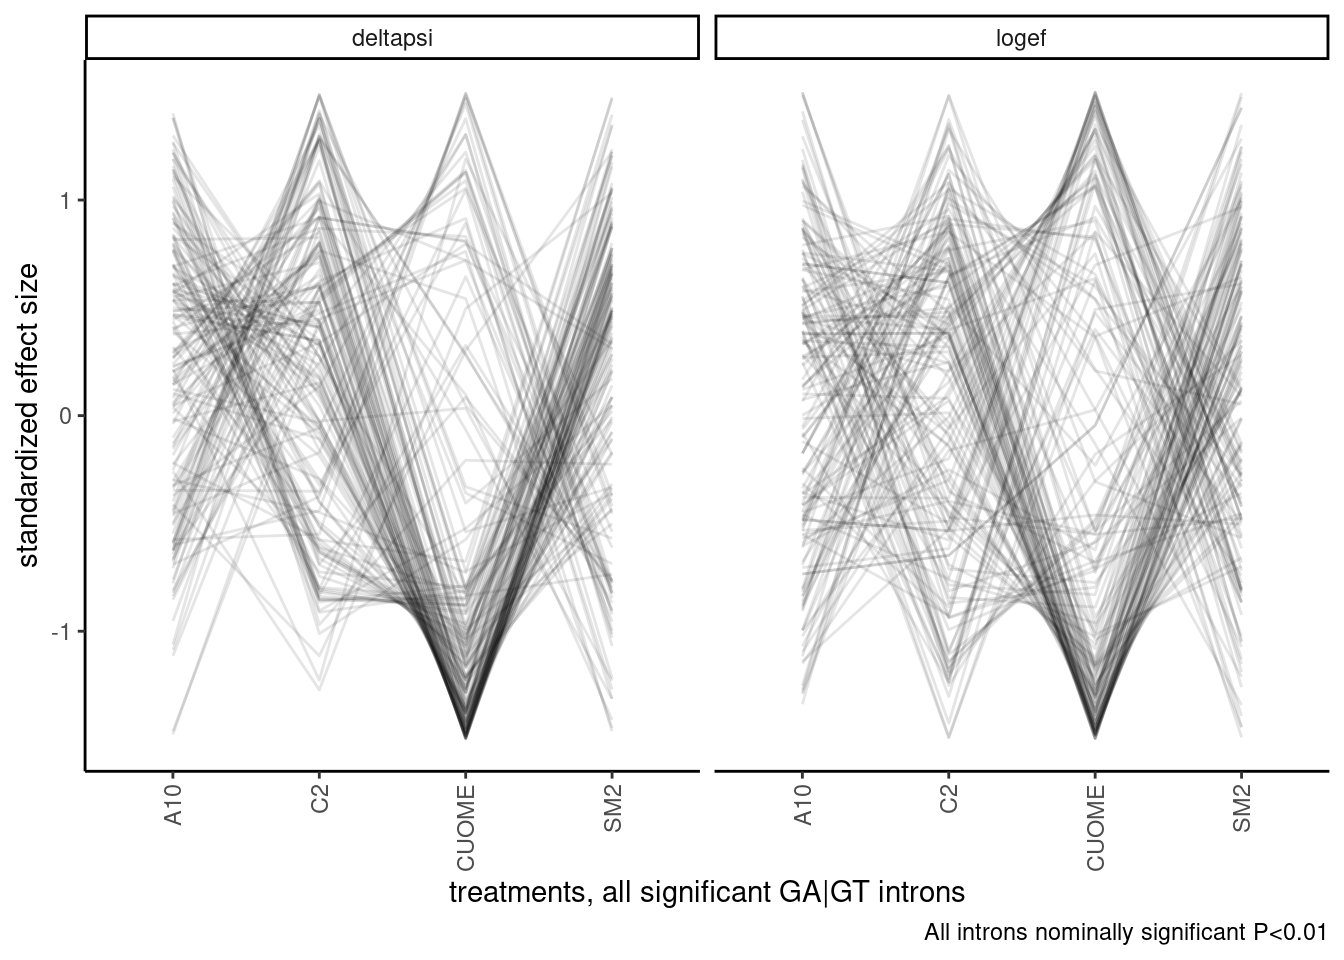 deltapsi
logef
standardized effect size
1
0
-1
A10
C2
CUOME
SM2
A10
C2
CUOME
SM2
treatments, all significant GA|GT introns
All introns nominally significant P<0.01